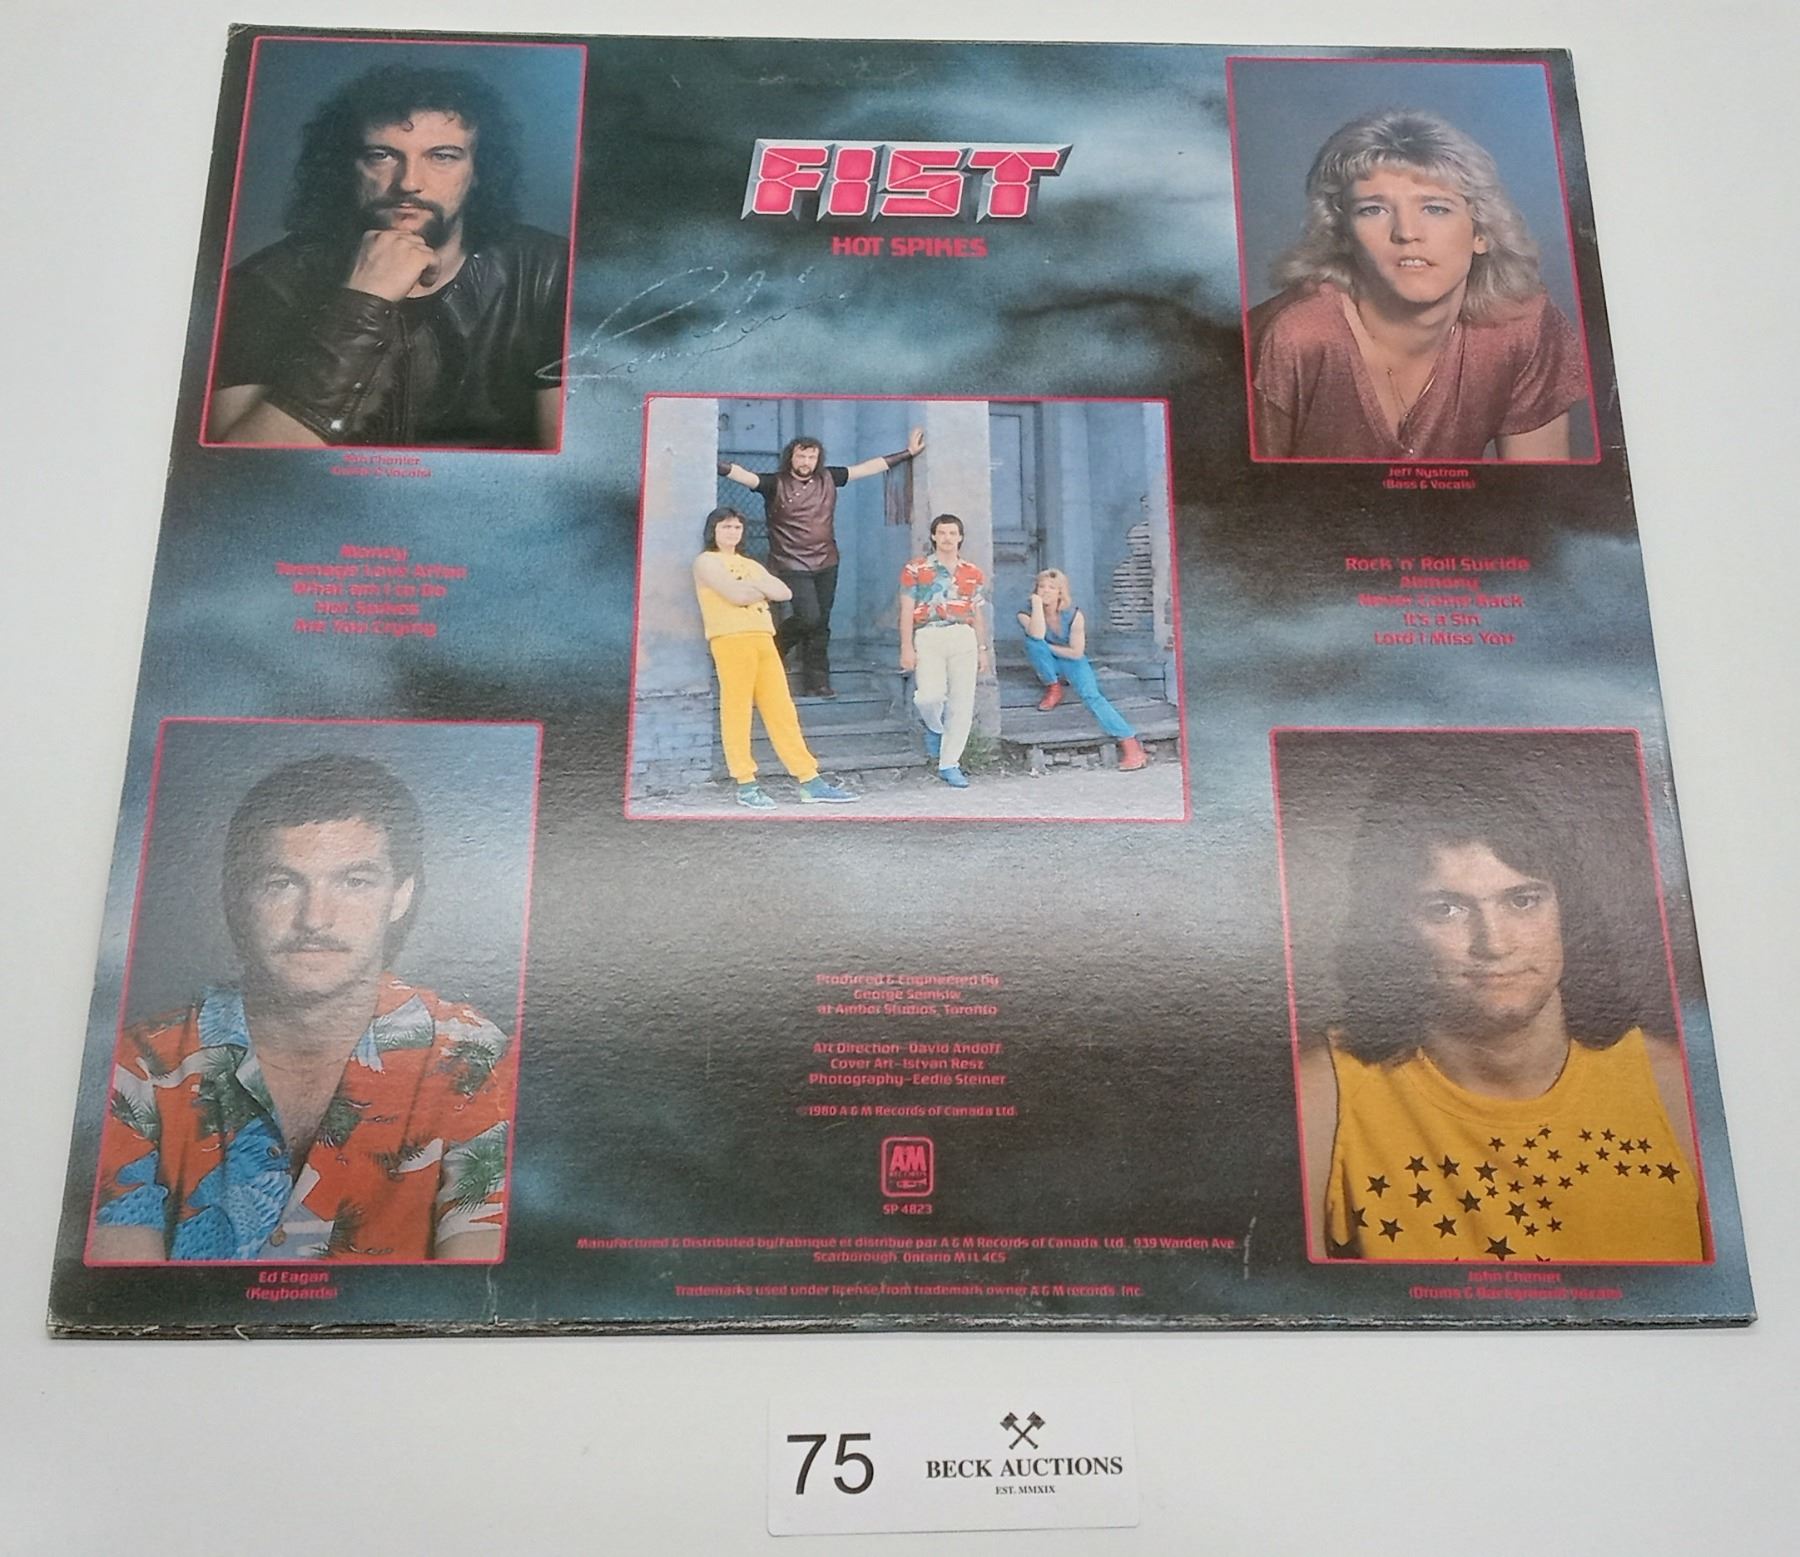 FIST
HOT SPIKES
Ron Chenier
(Guitar & Vocals)
Jeff Nystrom
(Bass & Vocals)
Money
Teenage Love Affair
What am I to Do
Hot Spikes
Are You Crying
Rock 'n' Roll Suicide
Alimony
Never Come Back
It's a Sin
Lord I Miss You
Produced & Engineered by
George Semkiw
at Amber Studios, Toronto
Art Direction–David Andoff
Cover Art–Istvan Resz
Photography–Eedie Steiner
©1980 A & M Records of Canada Ltd.
A&M
RECORDS
SP 4823
Manufactured & Distributed by/Fabriqué et distribué par A & M Records of Canada, Ltd., 939 Warden Ave.
Scarborough, Ontario M1L 4C5
Trademarks used under license from trademark owner A & M records, Inc.
Ed Eagan
(Keyboards)
John Chenier
(Drums & Background Vocals)
75
BECK AUCTIONS
EST. MMXIX